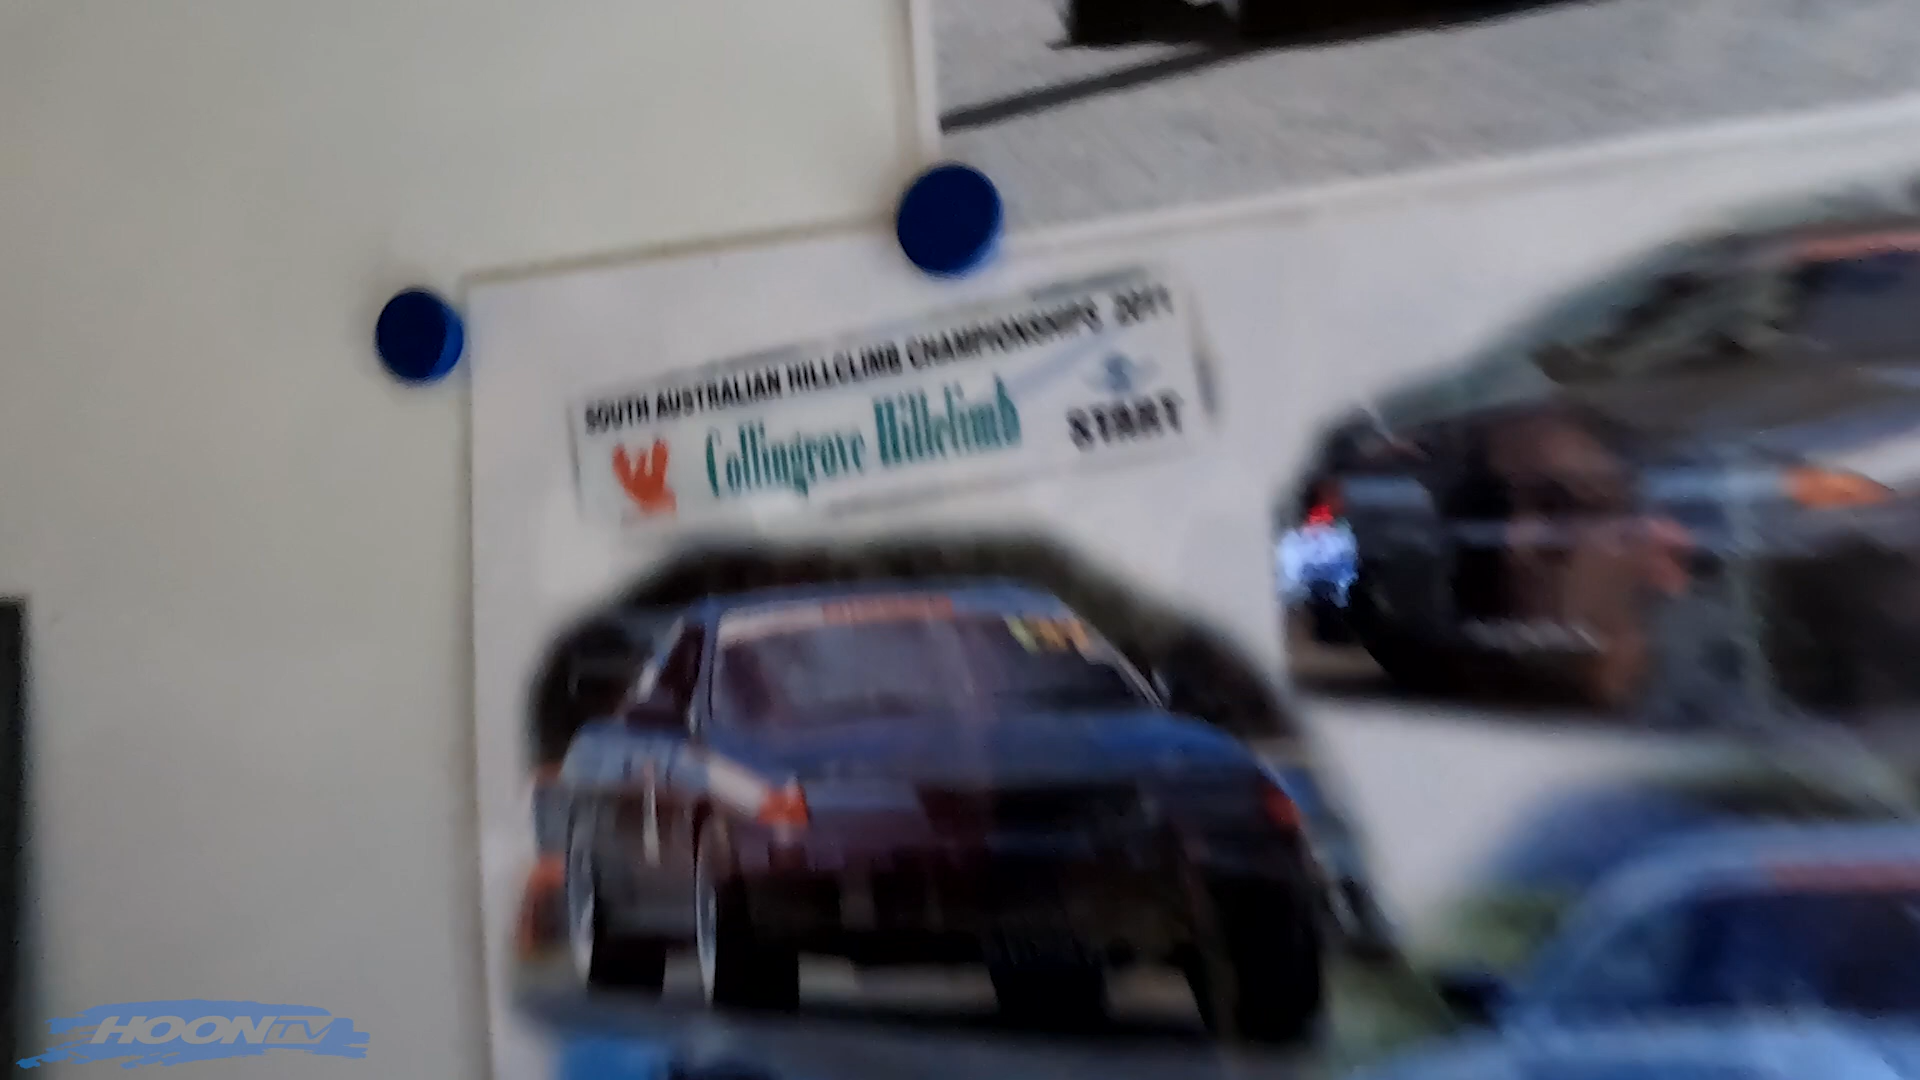 SOUTH AUSTRALIAN HILLCLIMB CHAMPIONSHIPS 2011
Collingrove Hillclimb
START
HOONTV